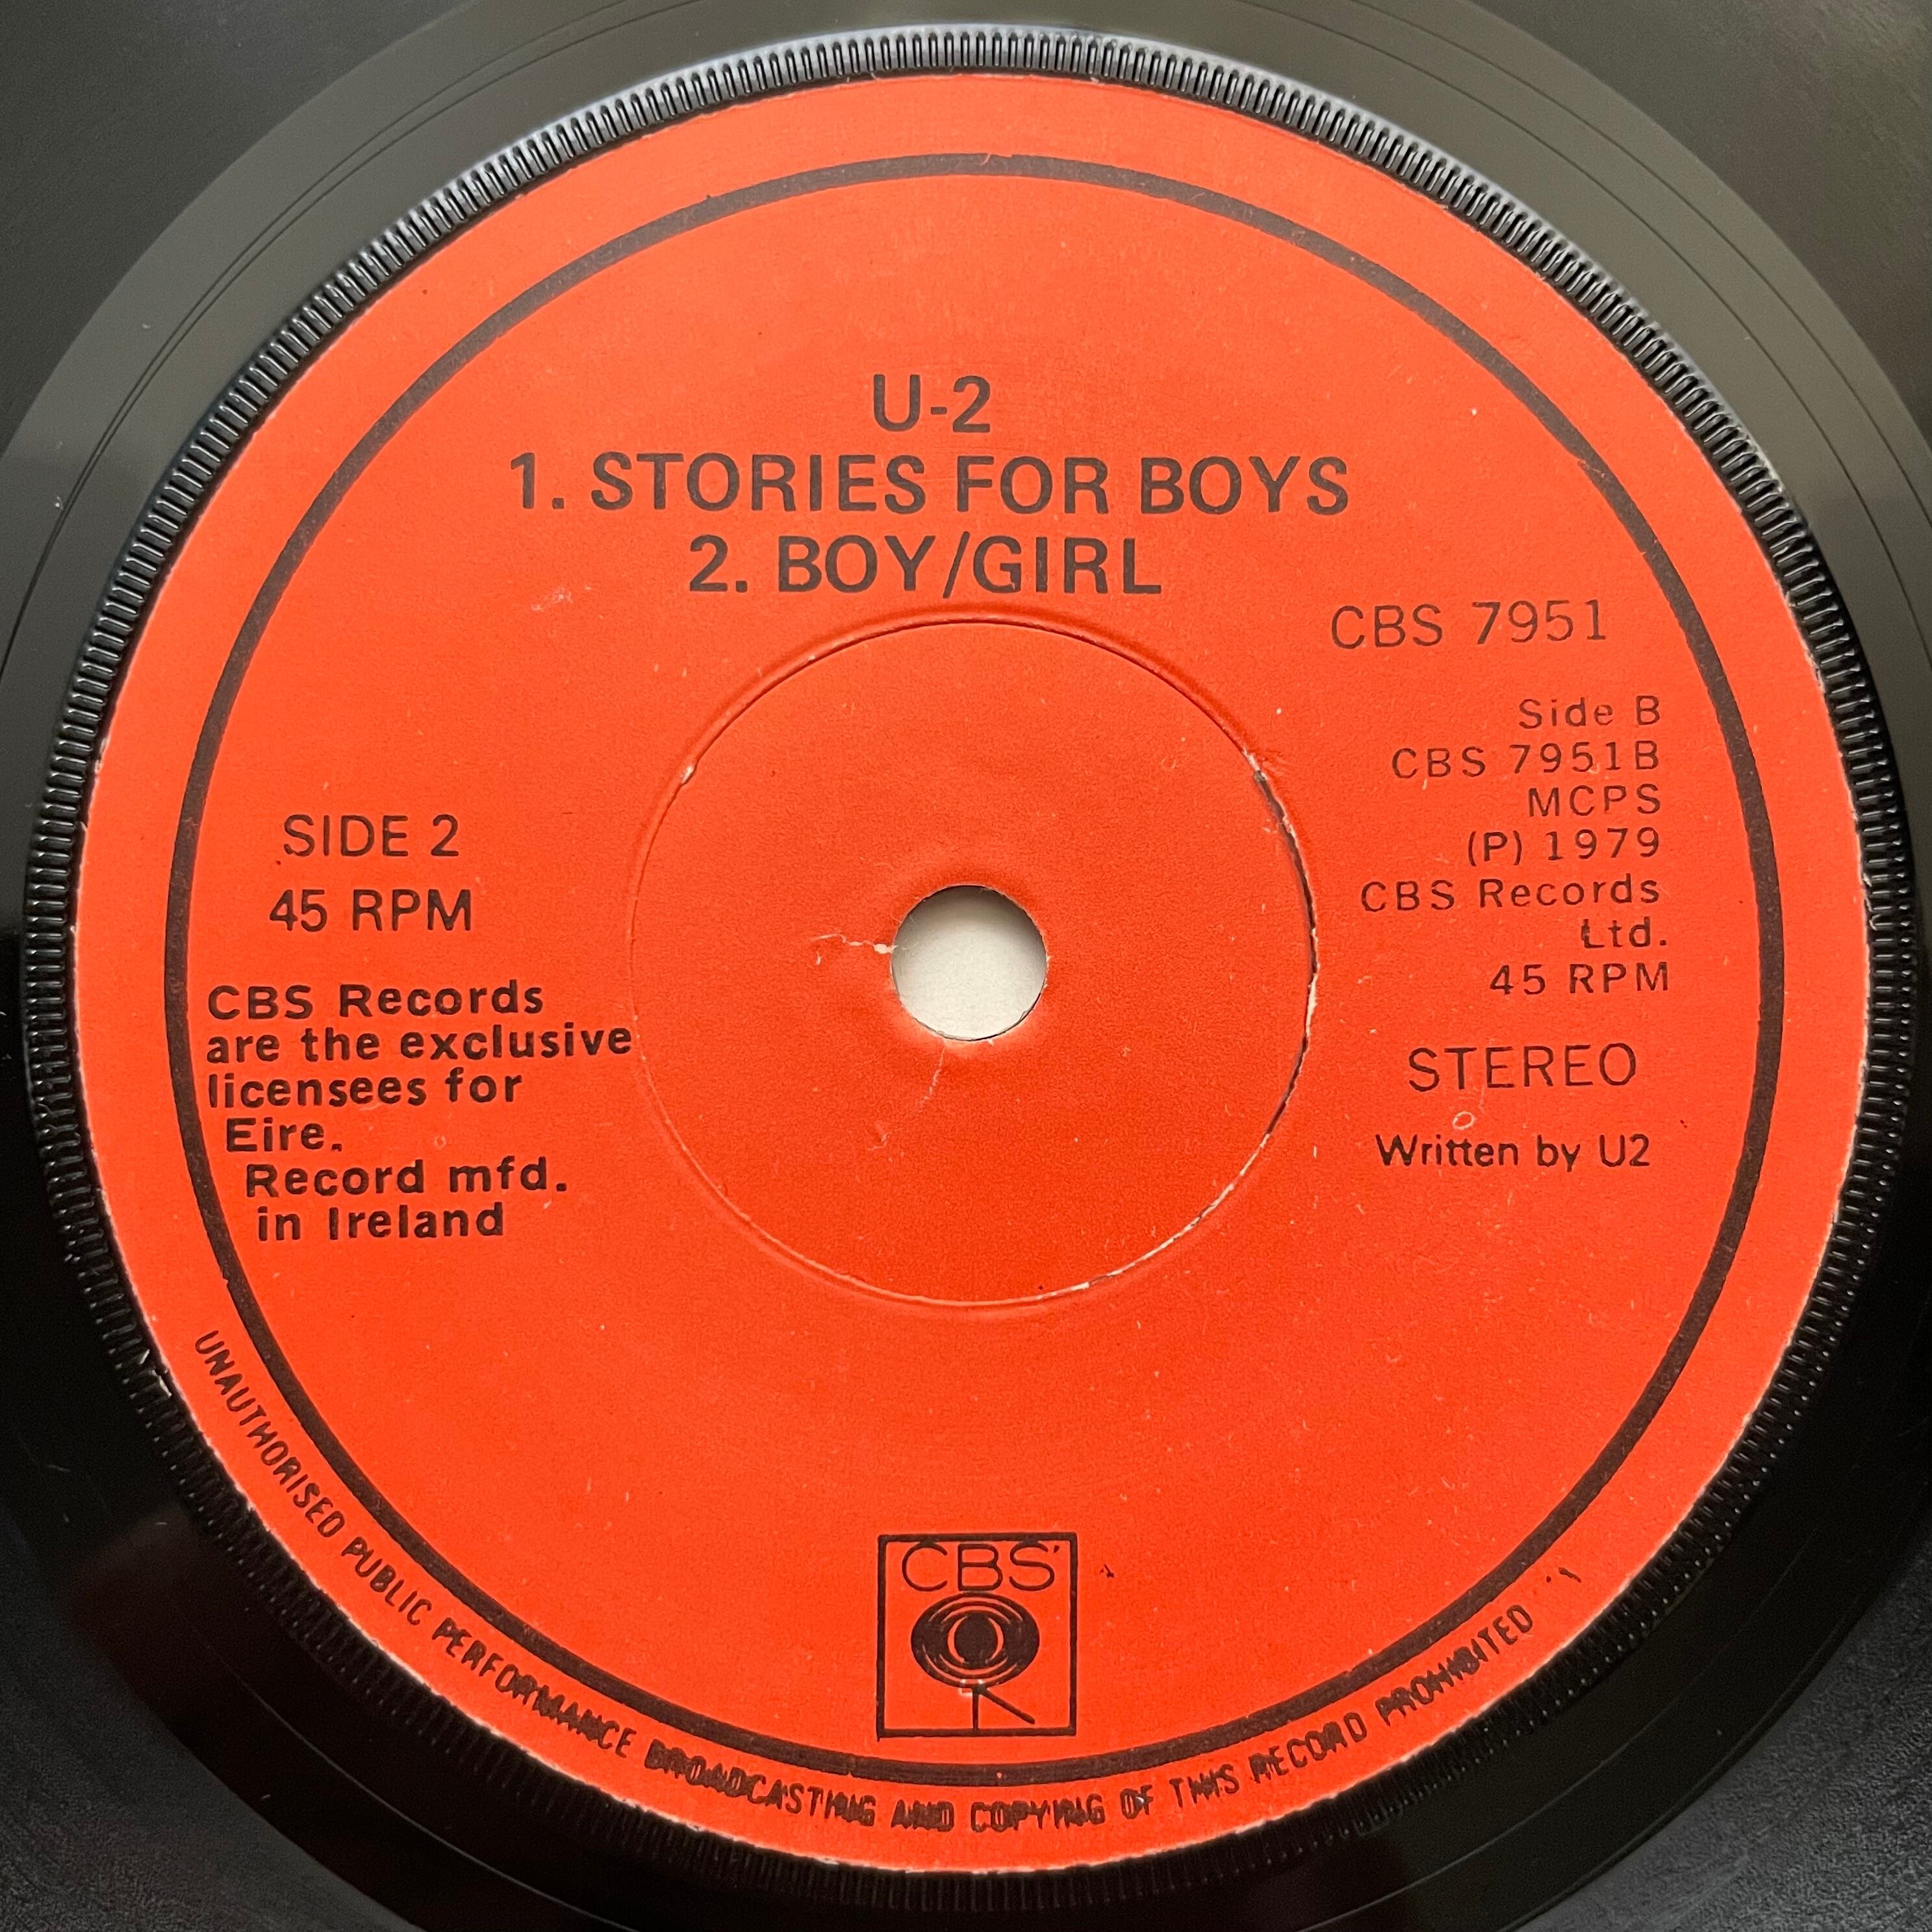 U-2
1. STORIES FOR BOYS
2. BOY/GIRL
CBS 7951
Side B
CBS 7951B
MCPS
(P) 1979
CBS Records
Ltd.
45 RPM
STEREO
Written by U2
SIDE 2
45 RPM
CBS Records
are the exclusive
licensees for
Eire.
Record mfd.
in Ireland
CBS
UNAUTHORISED PUBLIC PERFORMANCE BROADCASTING AND COPYING OF THIS RECORD PROHIBITED